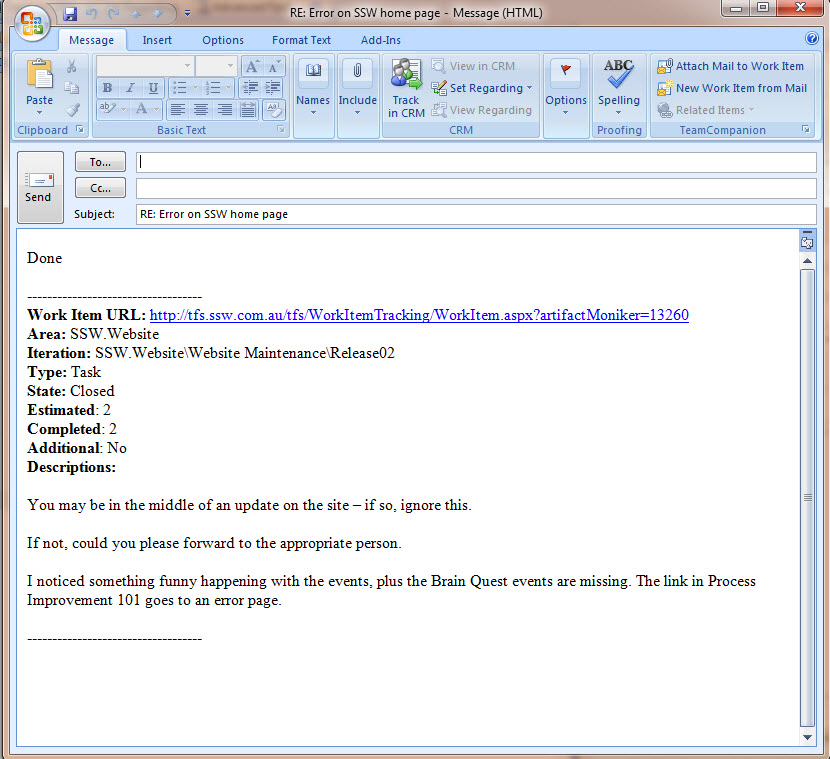 RE: Error on SSW home page - Message (HTML)
Message Insert Options Format Text Add-Ins
Paste
Clipboard
B I U
ab A
A A
Basic Text
Names
Include
Track in CRM
View in CRM
Set Regarding
View Regarding
CRM
Options
ABC
Spelling
Proofing
Attach Mail to Work Item
New Work Item from Mail
Related Items
TeamCompanion
Send
To...
Cc...
Subject: RE: Error on SSW home page
Done
-----------------------------------
Work Item URL: http://tfs.ssw.com.au/tfs/WorkItemTracking/WorkItem.aspx?artifactMoniker=13260
Area: SSW.Website
Iteration: SSW.Website\Website Maintenance\Release02
Type: Task
State: Closed
Estimated: 2
Completed: 2
Additional: No
Descriptions:
You may be in the middle of an update on the site – if so, ignore this.
If not, could you please forward to the appropriate person.
I noticed something funny happening with the events, plus the Brain Quest events are missing. The link in Process
Improvement 101 goes to an error page.
-----------------------------------